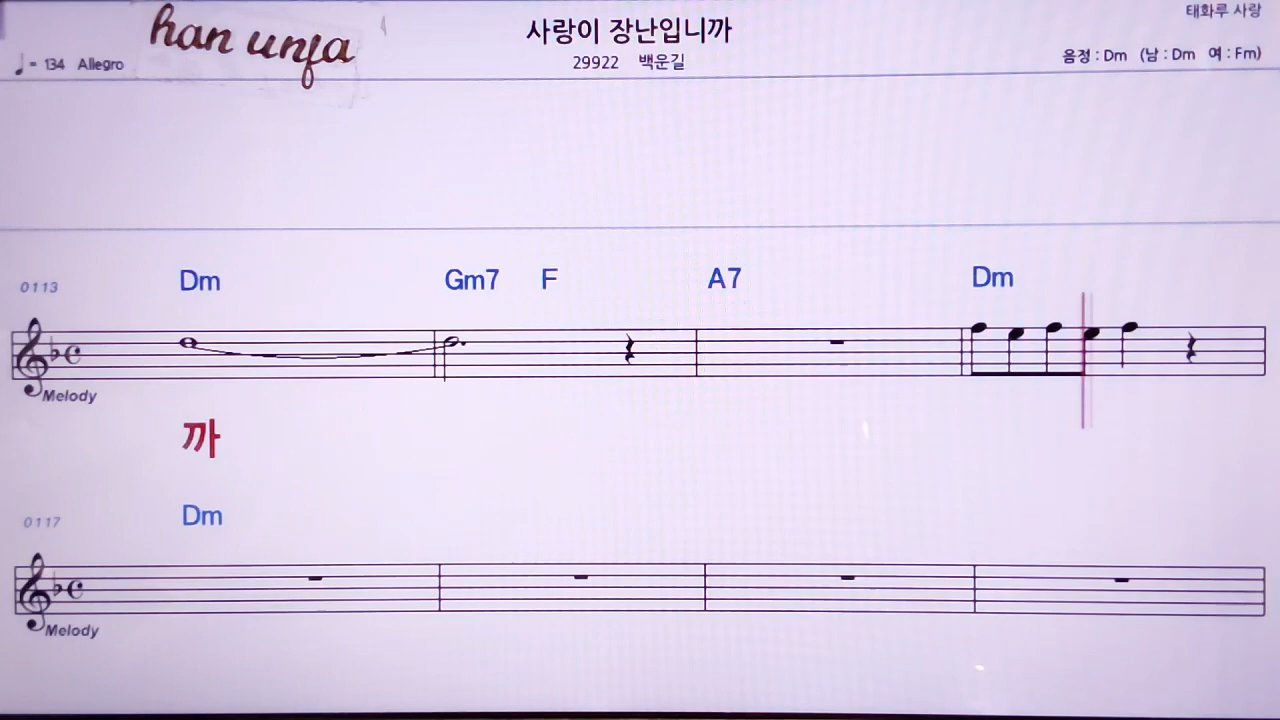 han unja
사랑이 장난입니까
태화루 사랑
♩= 134 Allegro
29922 백운길
음정 : Dm (남 : Dm 여 : Fm)
0113
Dm Gm7 F A7 Dm
Melody
까
0117
Dm
Melody